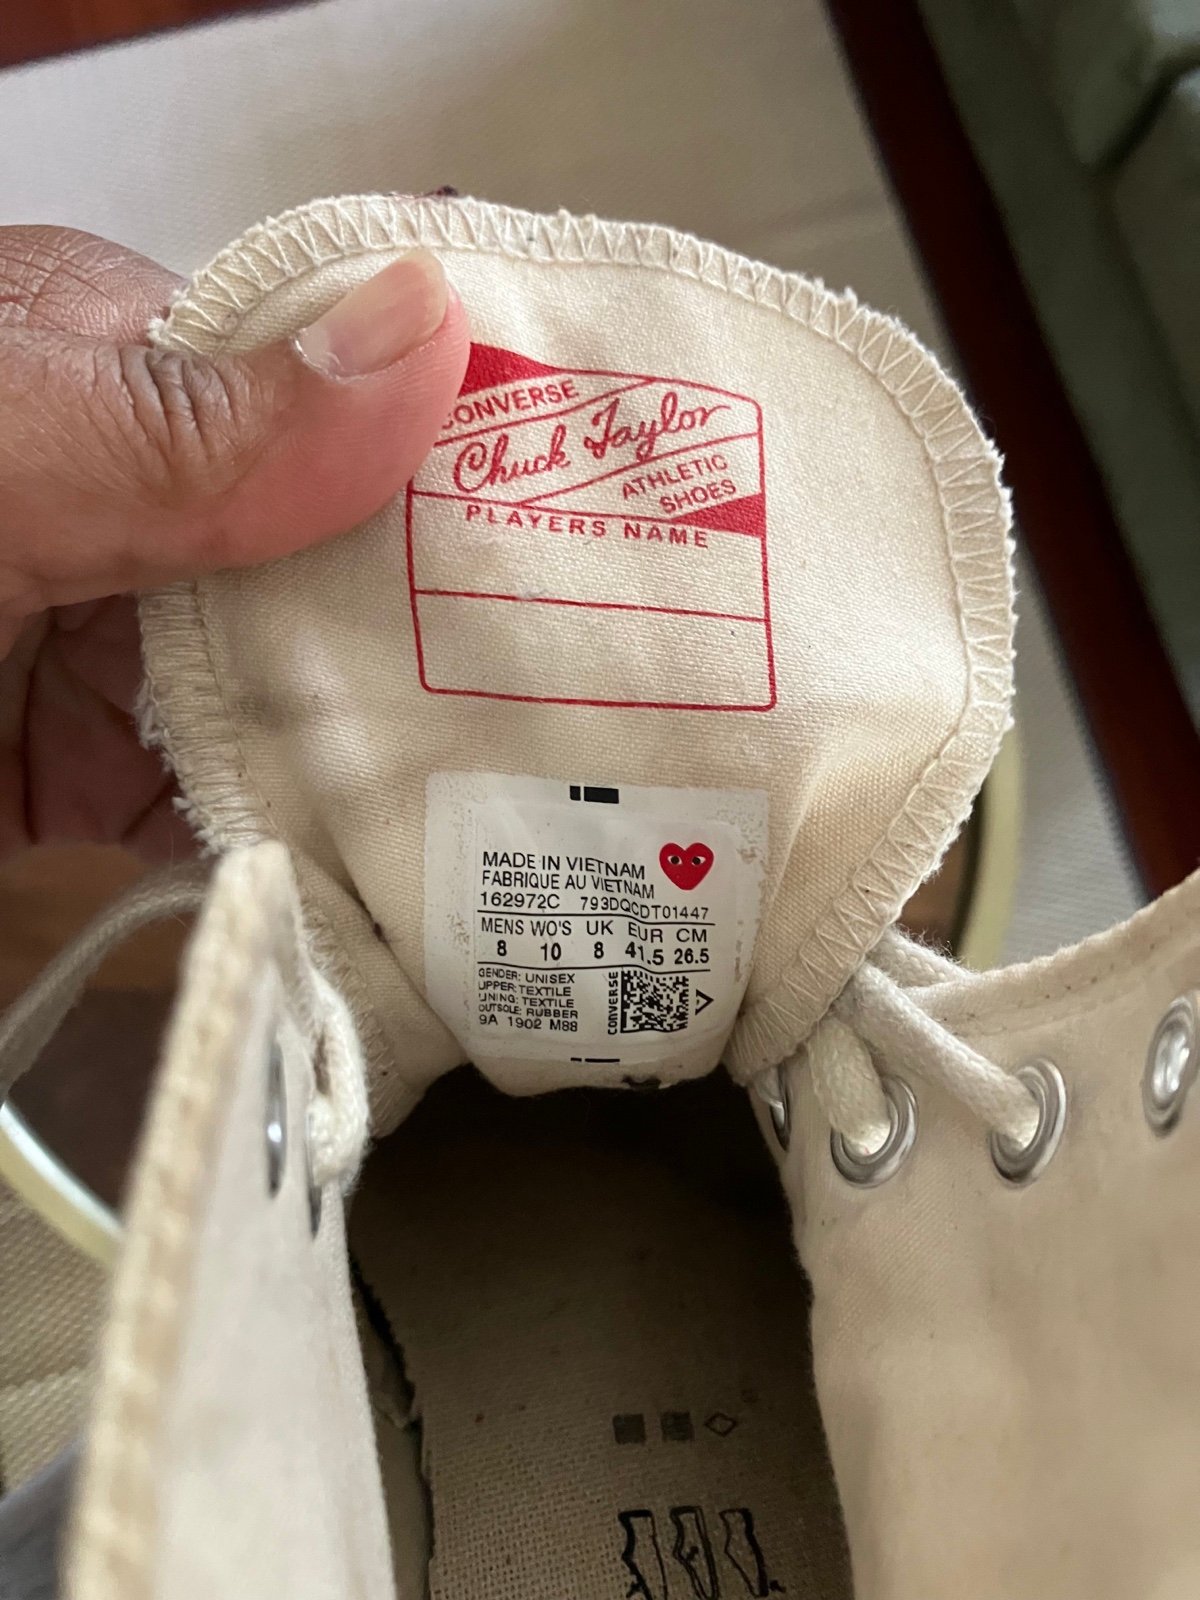 CONVERSE
Chuck Taylor
ATHLETIC
SHOES
PLAYERS NAME
MADE IN VIETNAM
FABRIQUE AU VIETNAM
162972C 793DQCDT01447
MENS WO'S UK EUR CM
8 10 8 41.5 26.5
GENDER: UNISEX
UPPER: TEXTILE
LINING: TEXTILE
OUTSOLE: RUBBER
9A 1902 M88
CONVERSE